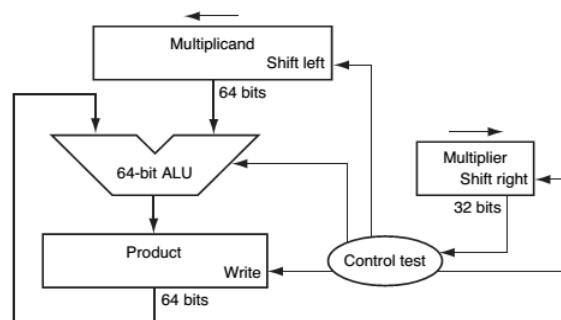 Multiplicand
Shift left
64 bits
64-bit ALU
Multiplier
Shift right
32 bits
Product
Write
Control test
64 bits